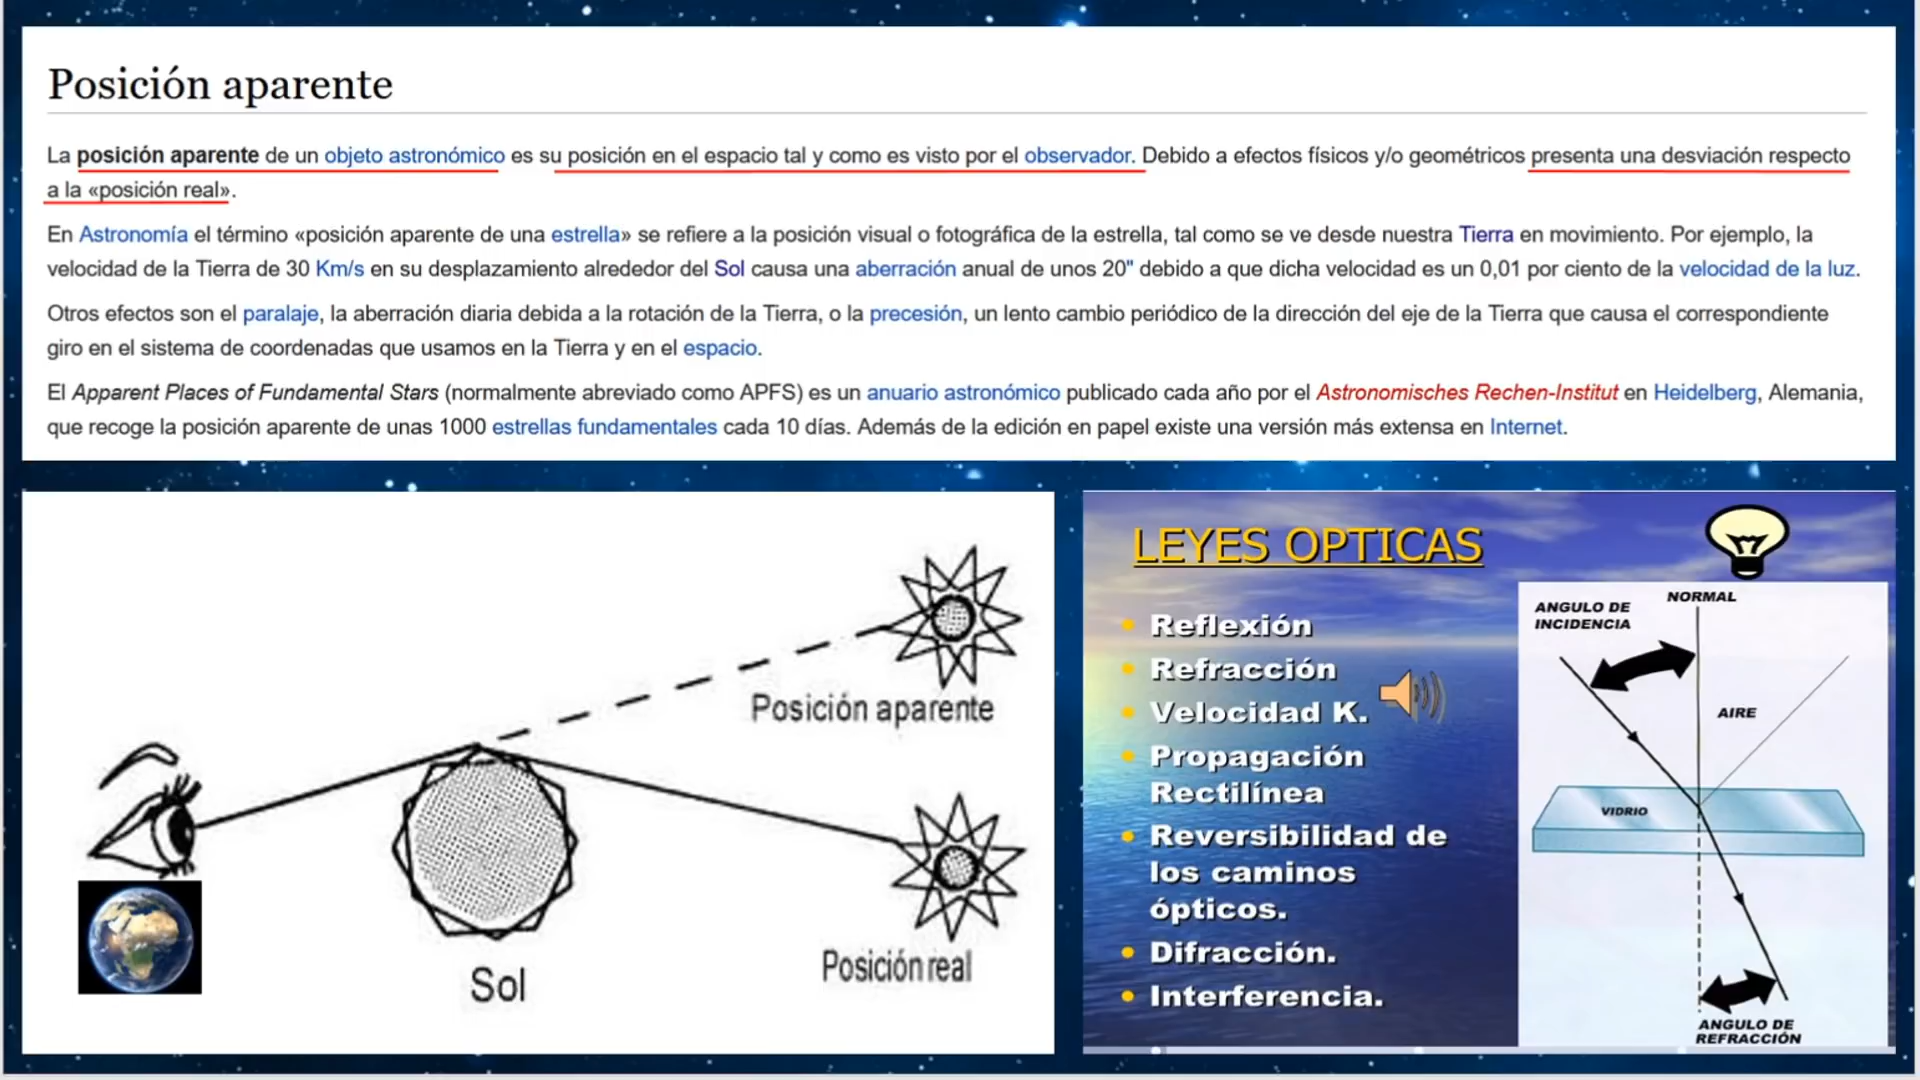 Posición aparente
La posición aparente de un objeto astronómico es su posición en el espacio tal y como es visto por el observador. Debido a efectos físicos y/o geométricos presenta una desviación respecto
a la «posición real».
En Astronomía el término «posición aparente de una estrella» se refiere a la posición visual o fotográfica de la estrella, tal como se ve desde nuestra Tierra en movimiento. Por ejemplo, la
velocidad de la Tierra de 30 Km/s en su desplazamiento alrededor del Sol causa una aberración anual de unos 20" debido a que dicha velocidad es un 0,01 por ciento de la velocidad de la luz.
Otros efectos son el paralaje, la aberración diaria debida a la rotación de la Tierra, o la precesión, un lento cambio periódico de la dirección del eje de la Tierra que causa el correspondiente
giro en el sistema de coordenadas que usamos en la Tierra y en el espacio.
El Apparent Places of Fundamental Stars (normalmente abreviado como APFS) es un anuario astronómico publicado cada año por el Astronomisches Rechen-Institut en Heidelberg, Alemania,
que recoge la posición aparente de unas 1000 estrellas fundamentales cada 10 días. Además de la edición en papel existe una versión más extensa en Internet.
Posición aparente
Posición real
Sol
LEYES OPTICAS
Reflexión
Refracción
Velocidad K.
Propagación
Rectilínea
Reversibilidad de
los caminos
ópticos.
Difracción.
Interferencia.
NORMAL
ANGULO DE
INCIDENCIA
AIRE
VIDRIO
ANGULO DE
REFRACCIÓN